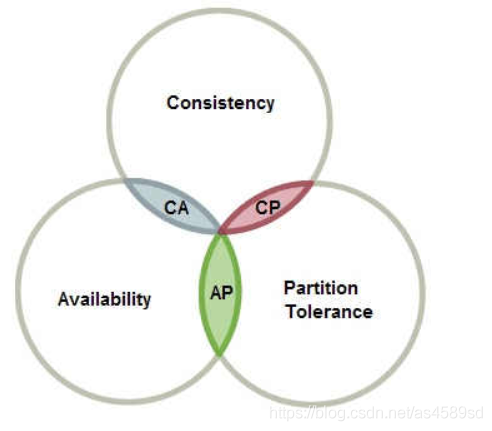 Consistency
CA
CP
Availability
AP
Partition
Tolerance
https://blog.csdn.net/as4589sd